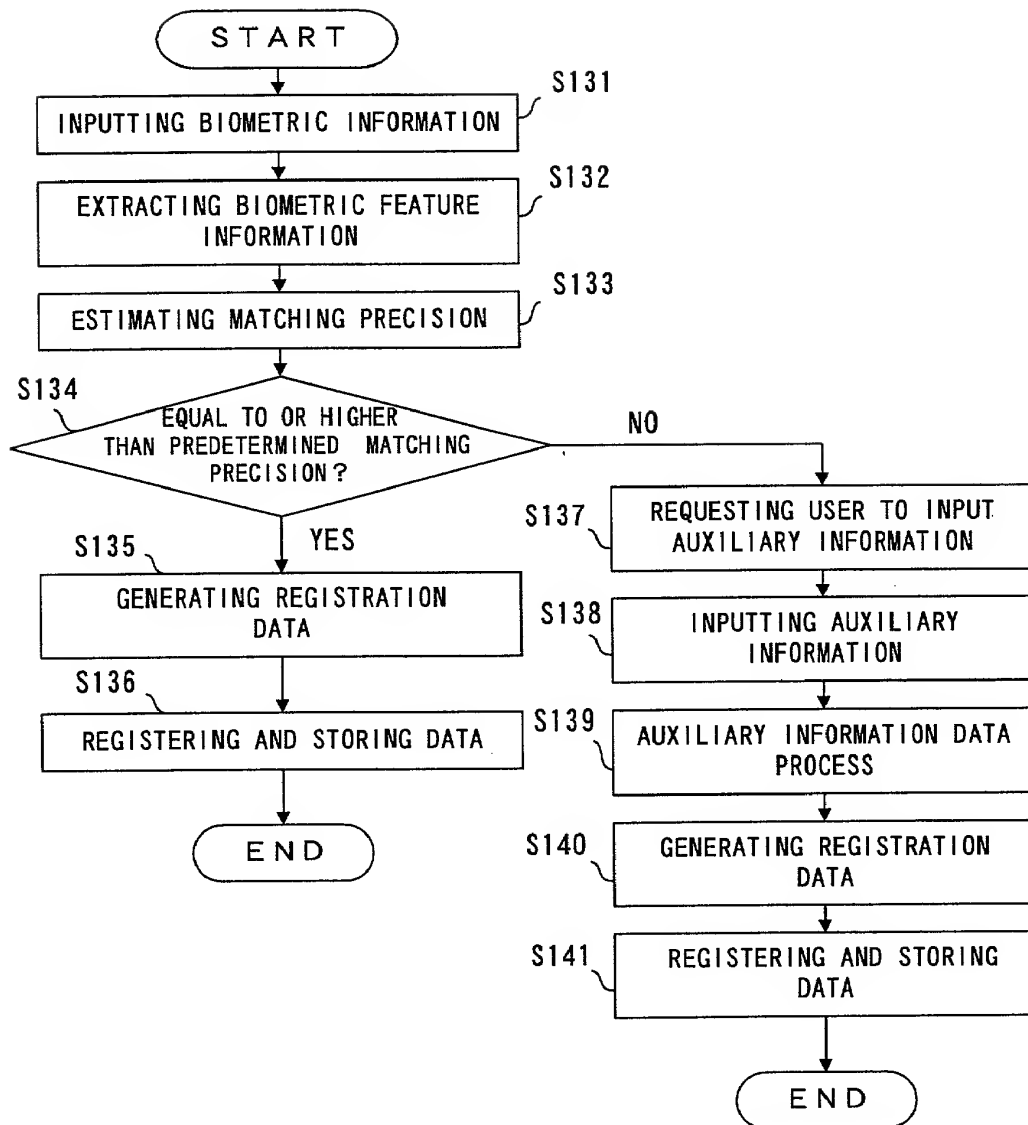 START
S131
INPUTTING BIOMETRIC INFORMATION
S132
EXTRACTING BIOMETRIC FEATURE
INFORMATION
S133
ESTIMATING MATCHING PRECISION
S134
EQUAL TO OR HIGHER
THAN PREDETERMINED MATCHING
PRECISION?
NO
YES
S135
GENERATING REGISTRATION
DATA
S136
REGISTERING AND STORING DATA
END
S137
REQUESTING USER TO INPUT
AUXILIARY INFORMATION
S138
INPUTTING AUXILIARY
INFORMATION
S139
AUXILIARY INFORMATION DATA
PROCESS
S140
GENERATING REGISTRATION
DATA
S141
REGISTERING AND STORING
DATA
END